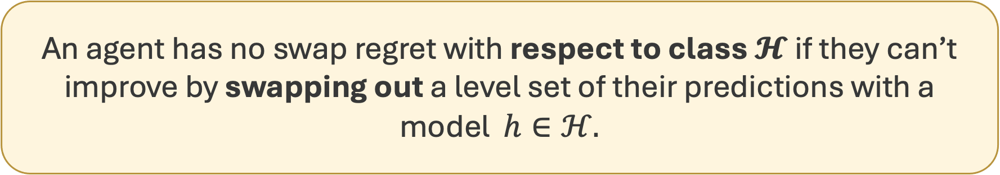 An agent has no swap regret with respect to class ℋ if they can’t
improve by swapping out a level set of their predictions with a
model ℎ ∈ ℋ.